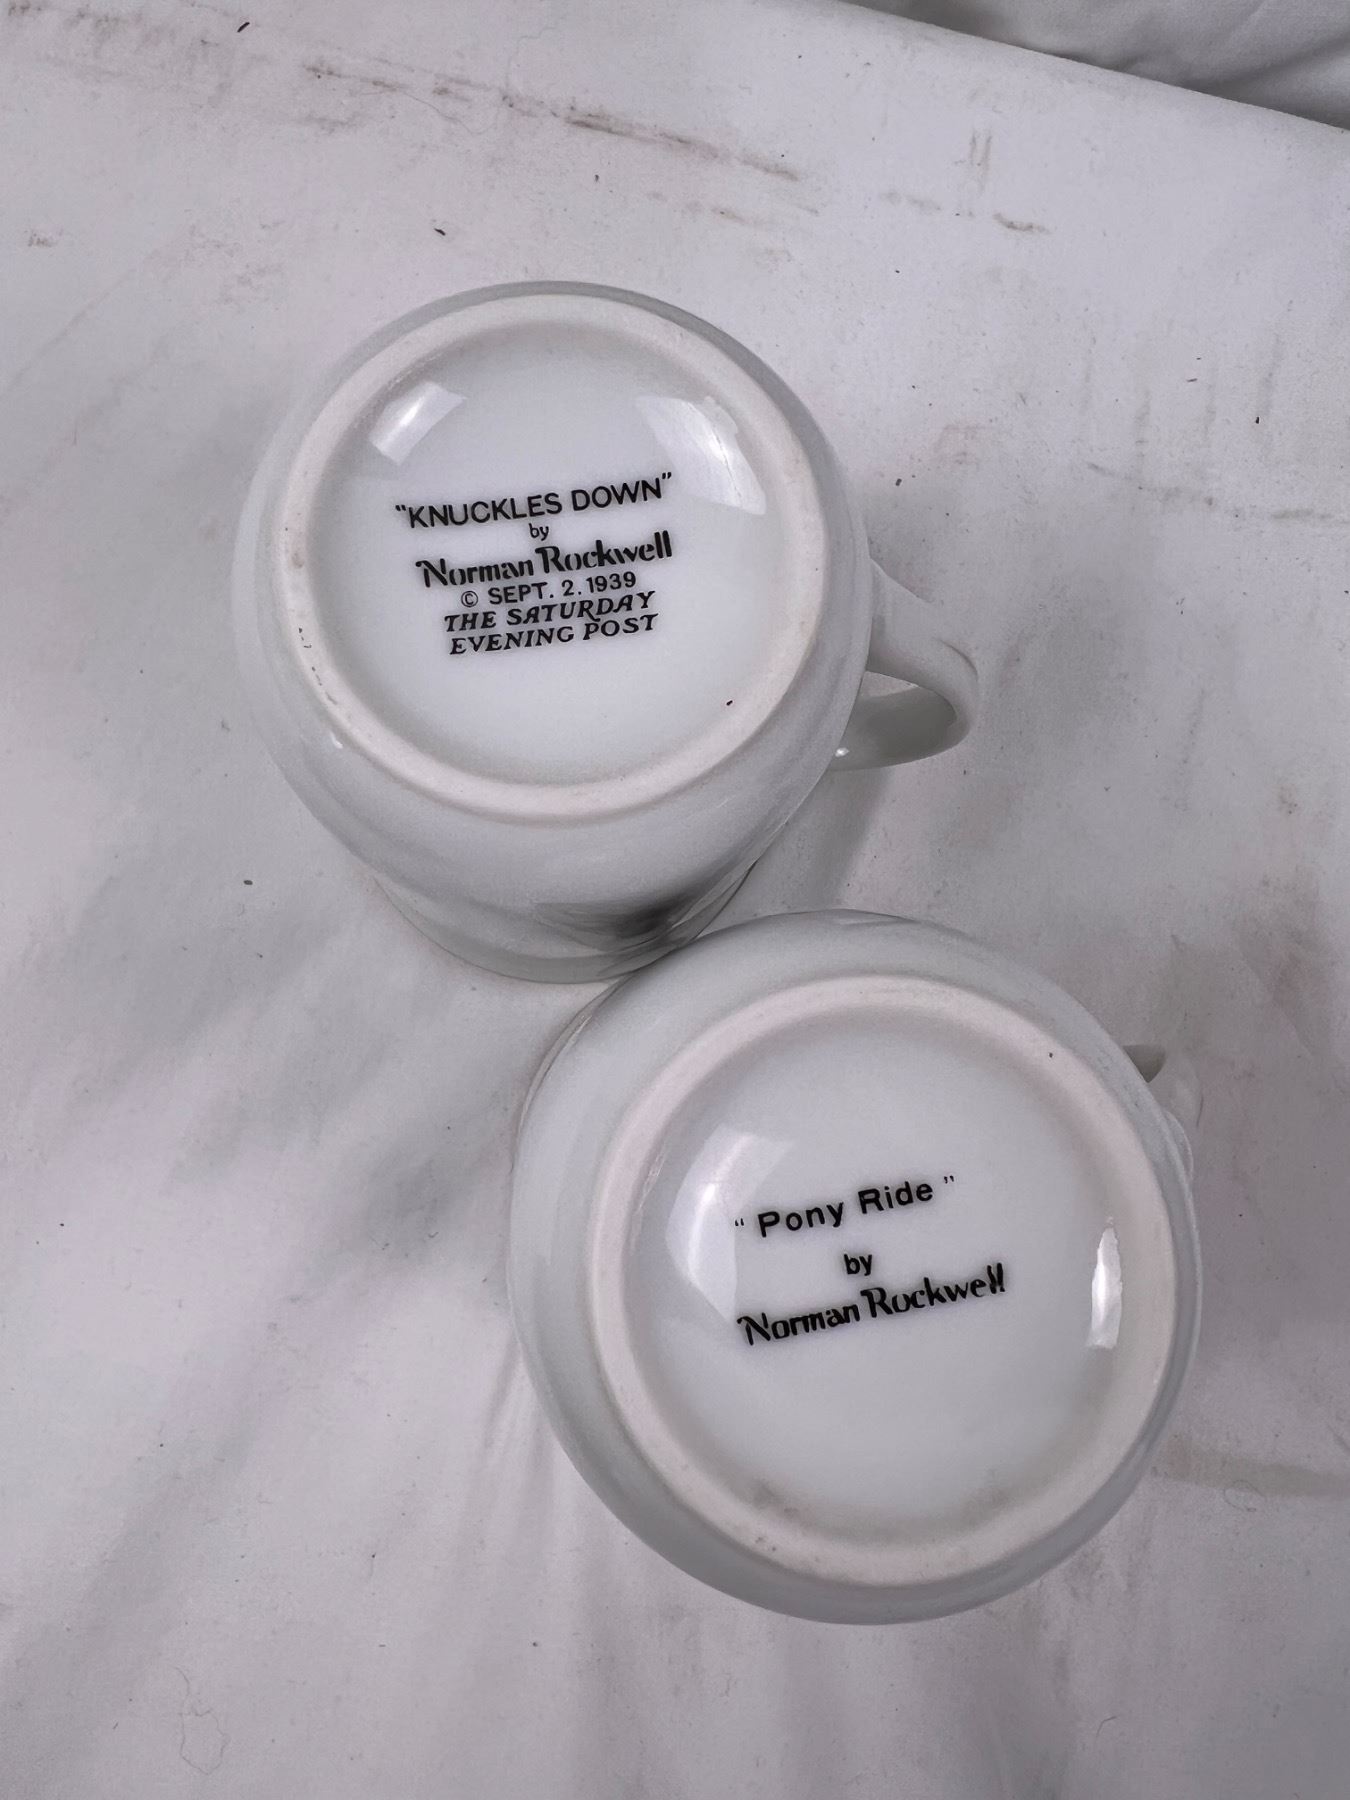 "KNUCKLES DOWN"
by
Norman Rockwell
© SEPT. 2. 1939
THE SATURDAY
EVENING POST
" Pony Ride "
by
Norman Rockwell